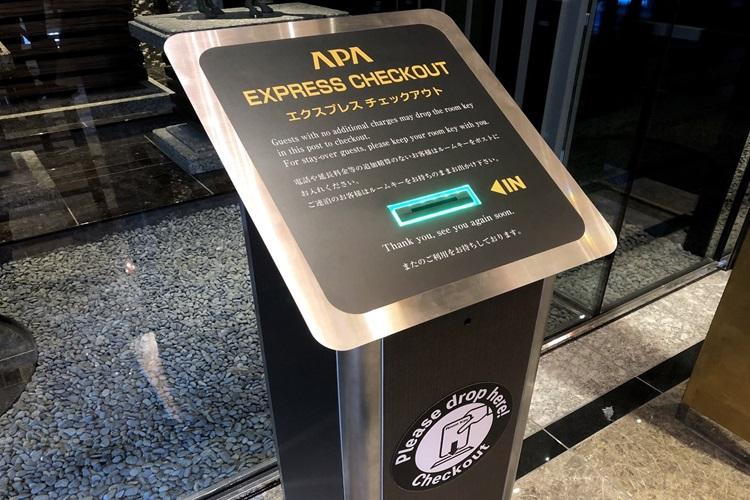 APA
EXPRESS CHECKOUT
エクスプレス チェックアウト
Guests with no additional charges may drop the room key
in this post to checkout.
For stay-over guests, please keep your room key with you.
電話や延長料金等の追加精算のないお客様はルームキーをポストに
お入れください。
ご連泊のお客様はルームキーをお持ちのままお出かけ下さい。
◀IN
Thank you, see you again soon.
またのご利用をお待ちしております。
Please drop here!
Checkout